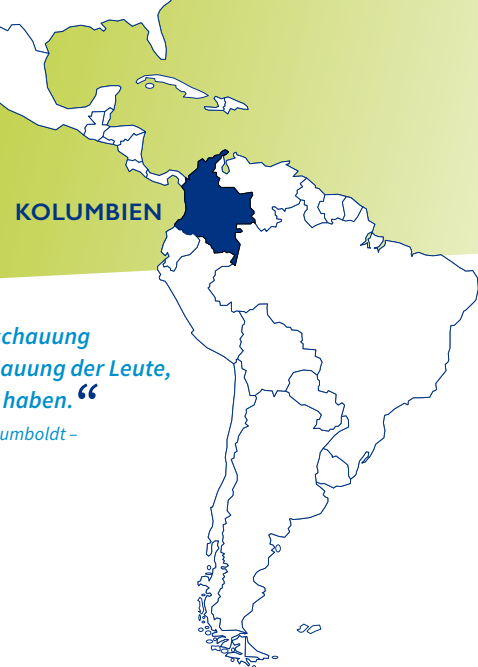 KOLUMBIEN
chauung
auung der Leute,
haben.“
umboldt –